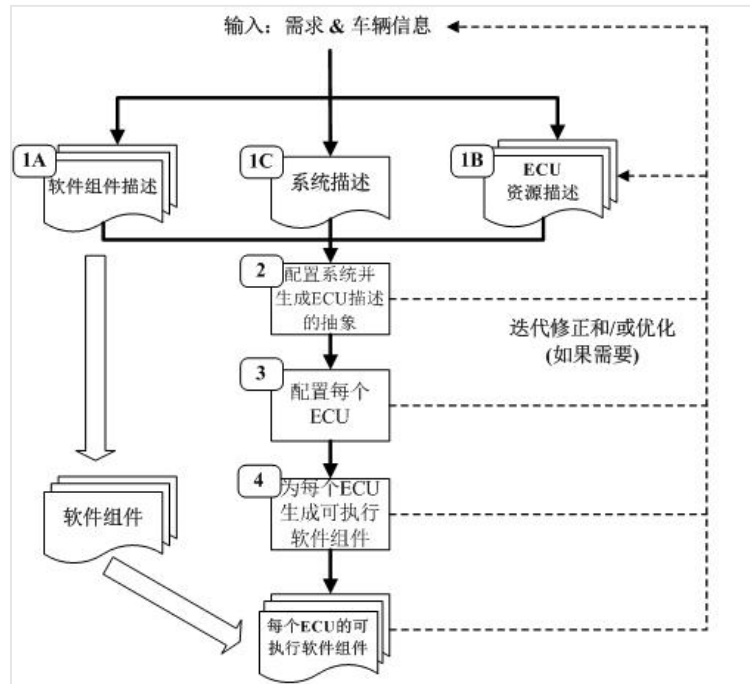 输入：需求 & 车辆信息
1A
软件组件描述
1C
系统描述
1B
ECU
资源描述
2
配置系统并
生成ECU描述
的抽象
迭代修正和/或优化
(如果需要)
3
配置每个
ECU
4
为每个ECU
生成可执行
软件组件
软件组件
每个ECU的可
执行软件组件